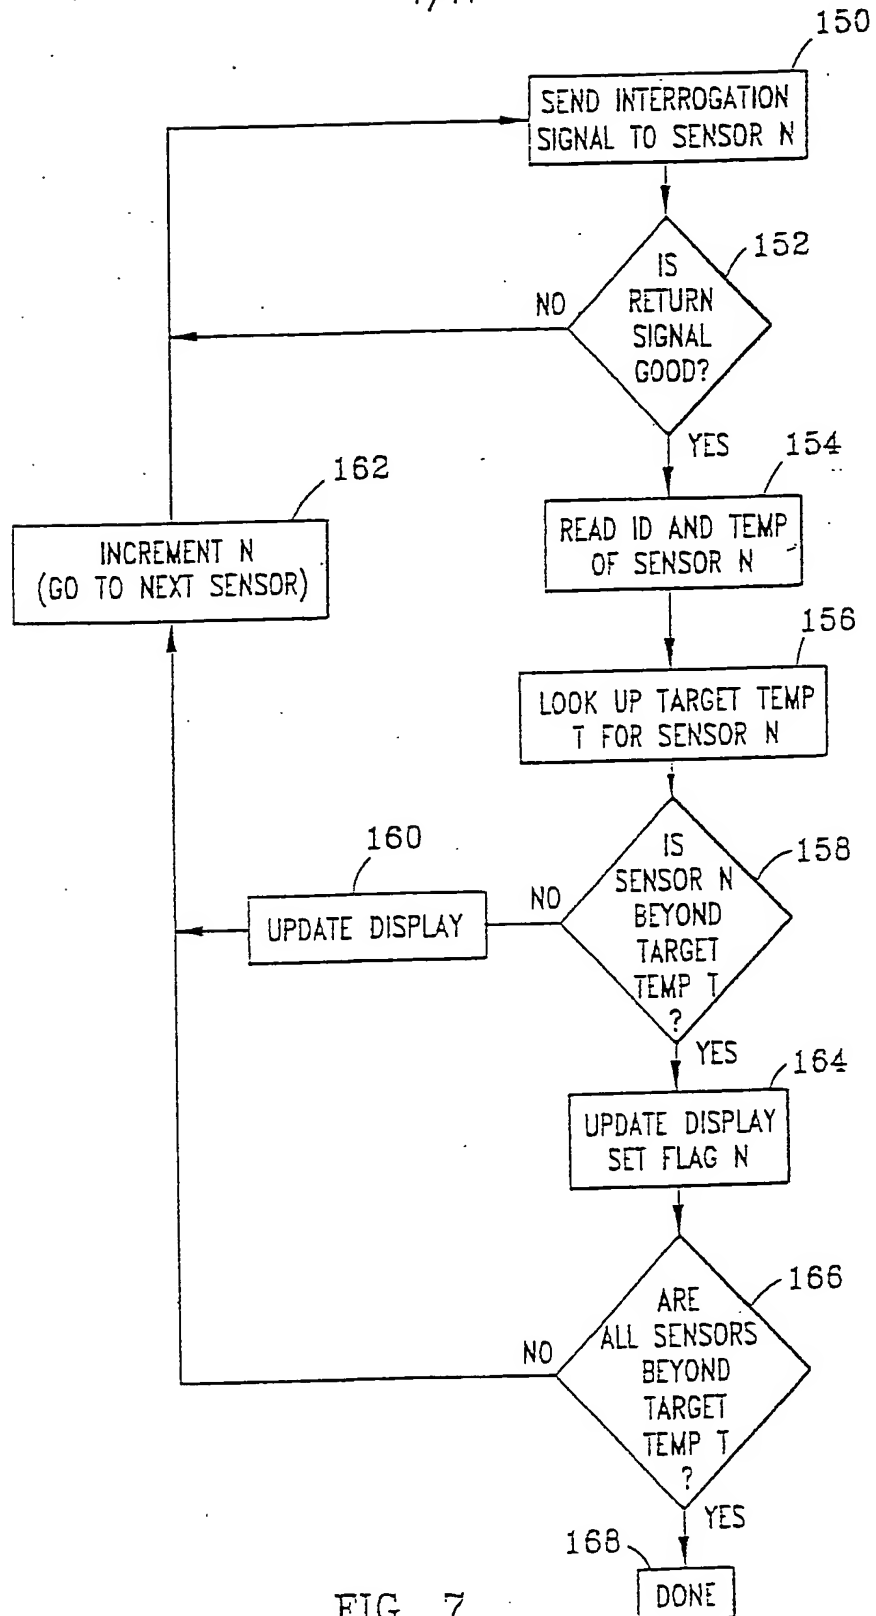 150
SEND INTERROGATION
SIGNAL TO SENSOR N
152
IS
RETURN
SIGNAL
GOOD?
NO
YES
154
READ ID AND TEMP
OF SENSOR N
162
INCREMENT N
(GO TO NEXT SENSOR)
156
LOOK UP TARGET TEMP
T FOR SENSOR N
158
IS
SENSOR N
BEYOND
TARGET
TEMP T
?
NO
160
UPDATE DISPLAY
YES
164
UPDATE DISPLAY
SET FLAG N
166
ARE
ALL SENSORS
BEYOND
TARGET
TEMP T
?
NO
YES
168
DONE
FIG. 7